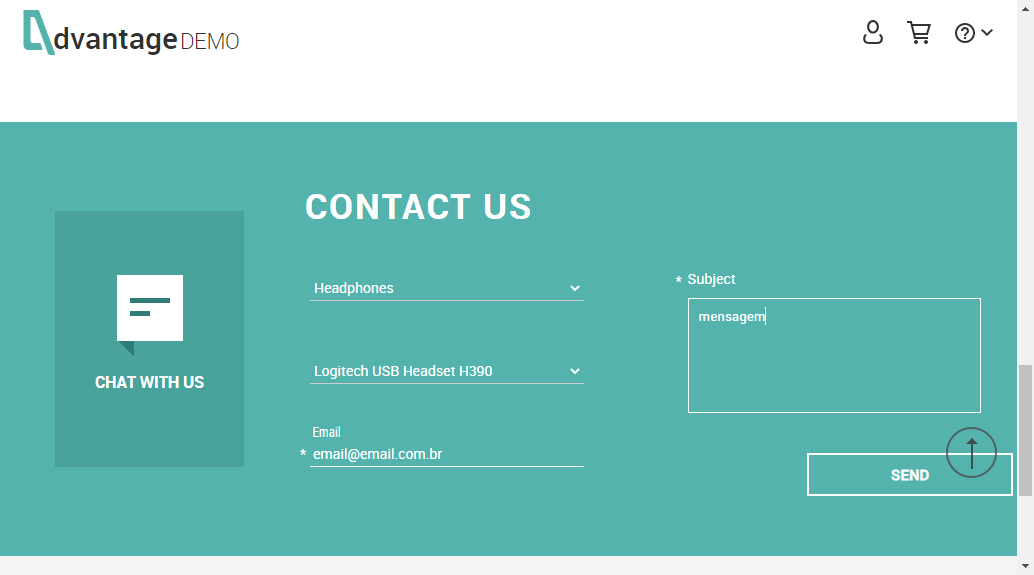 dvantage DEMO
CONTACT US
CHAT WITH US
Headphones
Logitech USB Headset H390
Email
* email@email.com.br
* Subject
mensagem
SEND